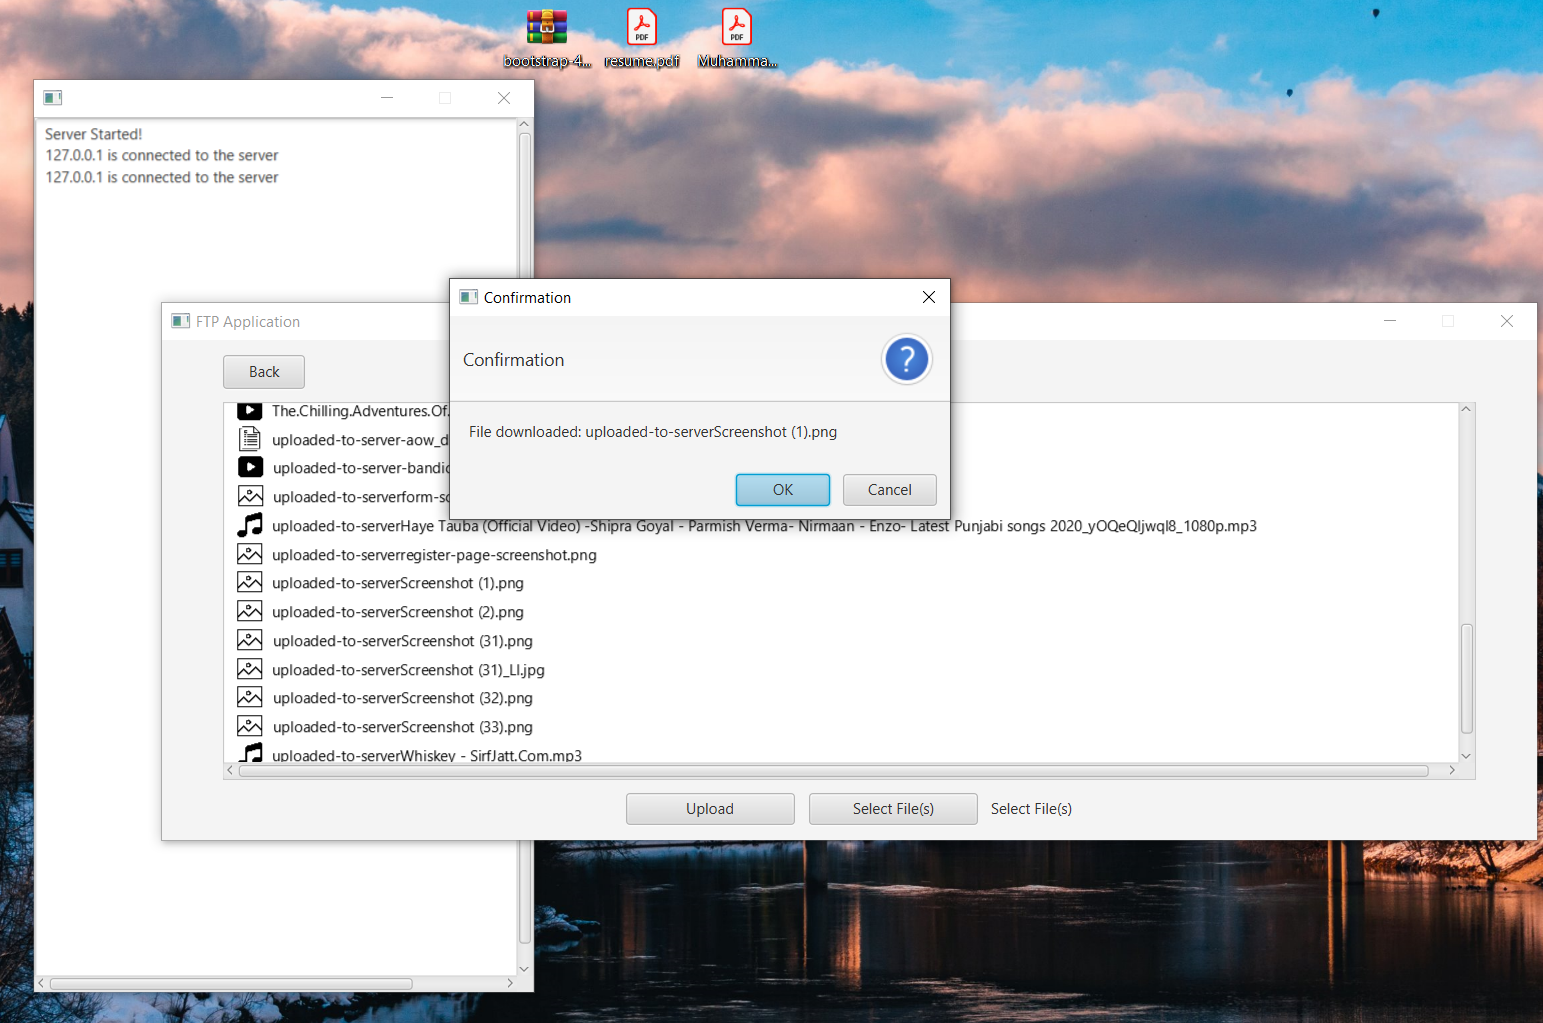 bootstrap-4...
resume.pdf
Muhamma...
Server Started!
127.0.0.1 is connected to the server
127.0.0.1 is connected to the server
Confirmation
FTP Application
Confirmation
Back
The.Chilling.Adventures.Of.
File downloaded: uploaded-to-serverScreenshot (1).png
uploaded-to-server-aow_d
uploaded-to-server-bandic
OK
Cancel
uploaded-to-serverform-sc
uploaded-to-serverHaye Tauba (Official Video) -Shipra Goyal - Parmish Verma- Nirmaan - Enzo- Latest Punjabi songs 2020_yOQeQljwqI8_1080p.mp3
uploaded-to-serverregister-page-screenshot.png
uploaded-to-serverScreenshot (1).png
uploaded-to-serverScreenshot (2).png
uploaded-to-serverScreenshot (31).png
uploaded-to-serverScreenshot (31)_LI.jpg
uploaded-to-serverScreenshot (32).png
uploaded-to-serverScreenshot (33).png
uploaded-to-serverWhiskey - SirfJatt.Com.mp3
Upload
Select File(s)
Select File(s)